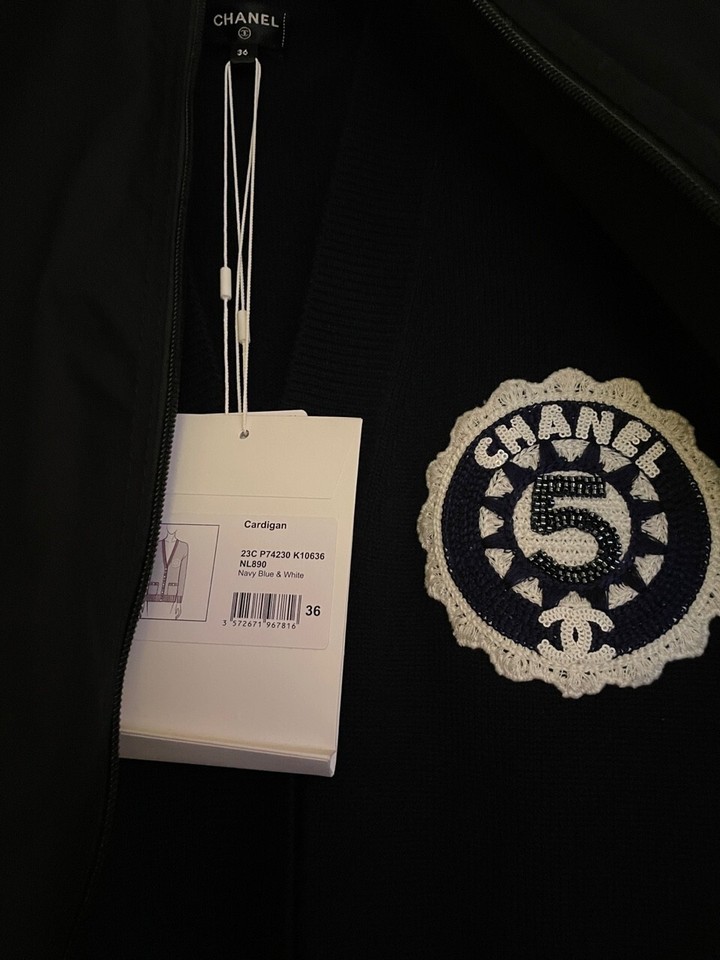 CHANEL
36
Cardigan
23C P74230 K10636
NL890
Navy Blue & White
36
3 572671 967816
CHANEL
5